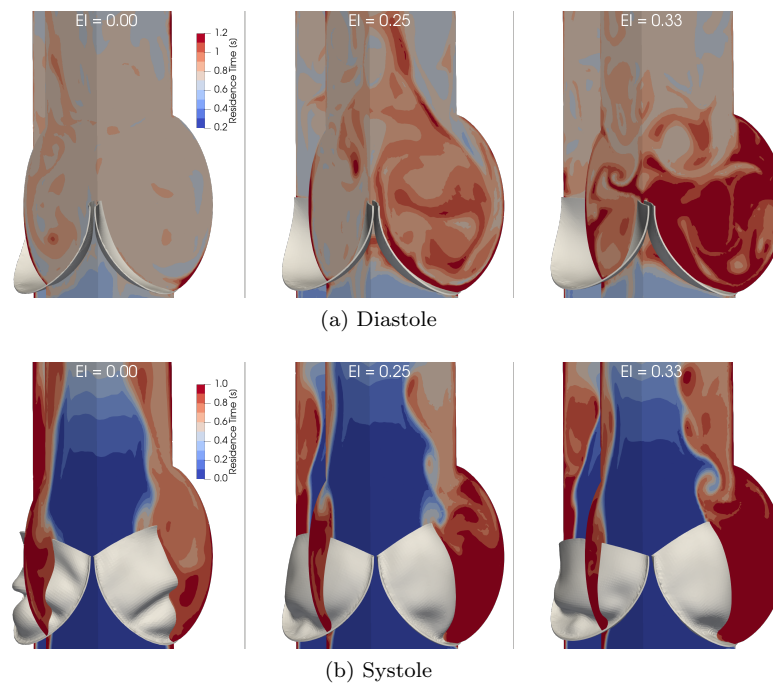 EI = 0.00
EI = 0.25
EI = 0.33
1.2
1.0
0.8
0.6
0.4
0.2
Residence Time (s)
(a) Diastole
EI = 0.00
EI = 0.25
EI = 0.33
1.0
0.8
0.6
0.4
0.2
0.0
Residence Time (s)
(b) Systole